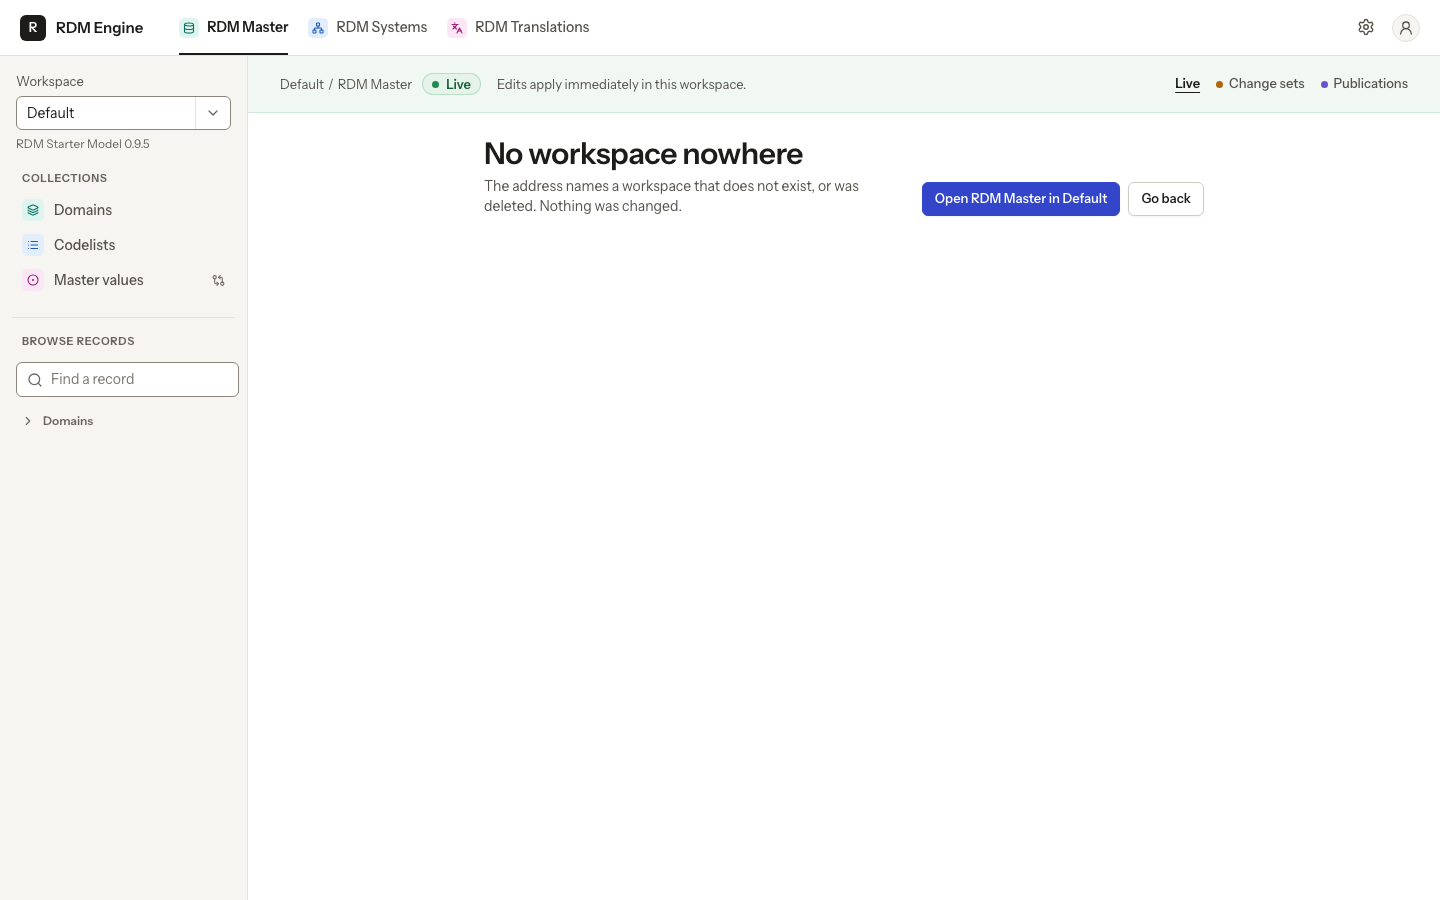 R RDM Engine RDM Master RDM Systems RDM Translations
Workspace
Default
RDM Starter Model 0.9.5
COLLECTIONS
Domains
Codelists
Master values
BROWSE RECORDS
Find a record
Domains
Default / RDM Master Live Edits apply immediately in this workspace. Live Change sets Publications
No workspace nowhere
The address names a workspace that does not exist, or was
deleted. Nothing was changed.
Open RDM Master in Default Go back